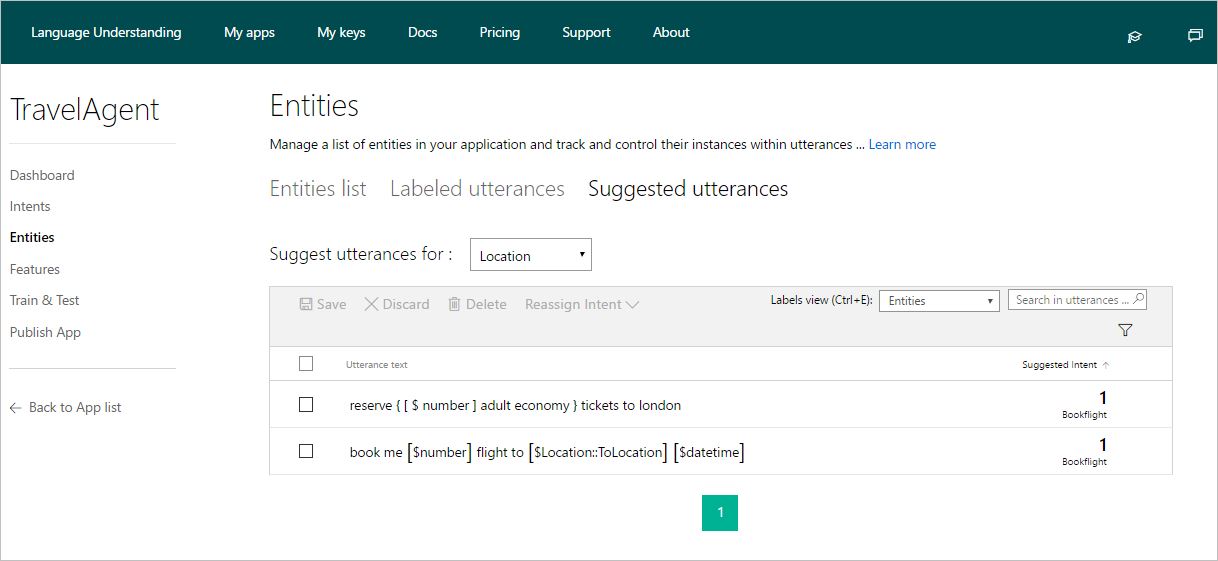 Language Understanding My apps My keys Docs Pricing Support About
TravelAgent
Dashboard
Intents
Entities
Features
Train & Test
Publish App
Back to App list
Entities
Manage a list of entities in your application and track and control their instances within utterances ... Learn more
Entities list Labeled utterances Suggested utterances
Suggest utterances for : Location
Save Discard Delete Reassign Intent Labels view (Ctrl+E): Entities Search in utterances ...
Utterance text Suggested Intent
reserve { [ $ number ] adult economy } tickets to london 1
Bookflight
book me [$number] flight to [$Location::ToLocation] [$datetime] 1
Bookflight
1